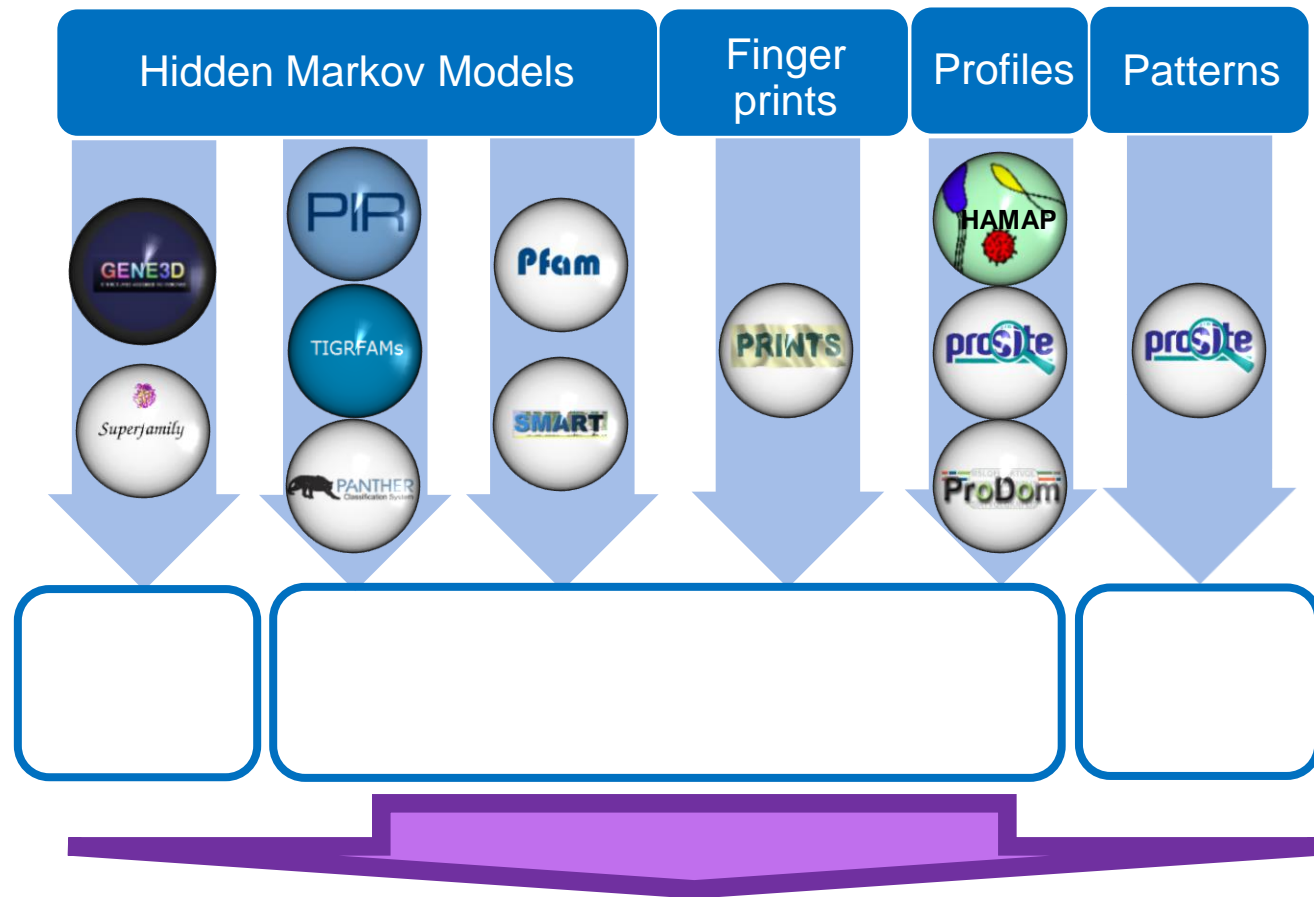 Hidden Markov Models
Finger
prints
Profiles
Patterns
GENE3D
Superfamily
PIR
TIGRFAMs
PANTHER
Classification System
Pfam
SMART
PRINTS
HAMAP
prosite
ProDom
prosite